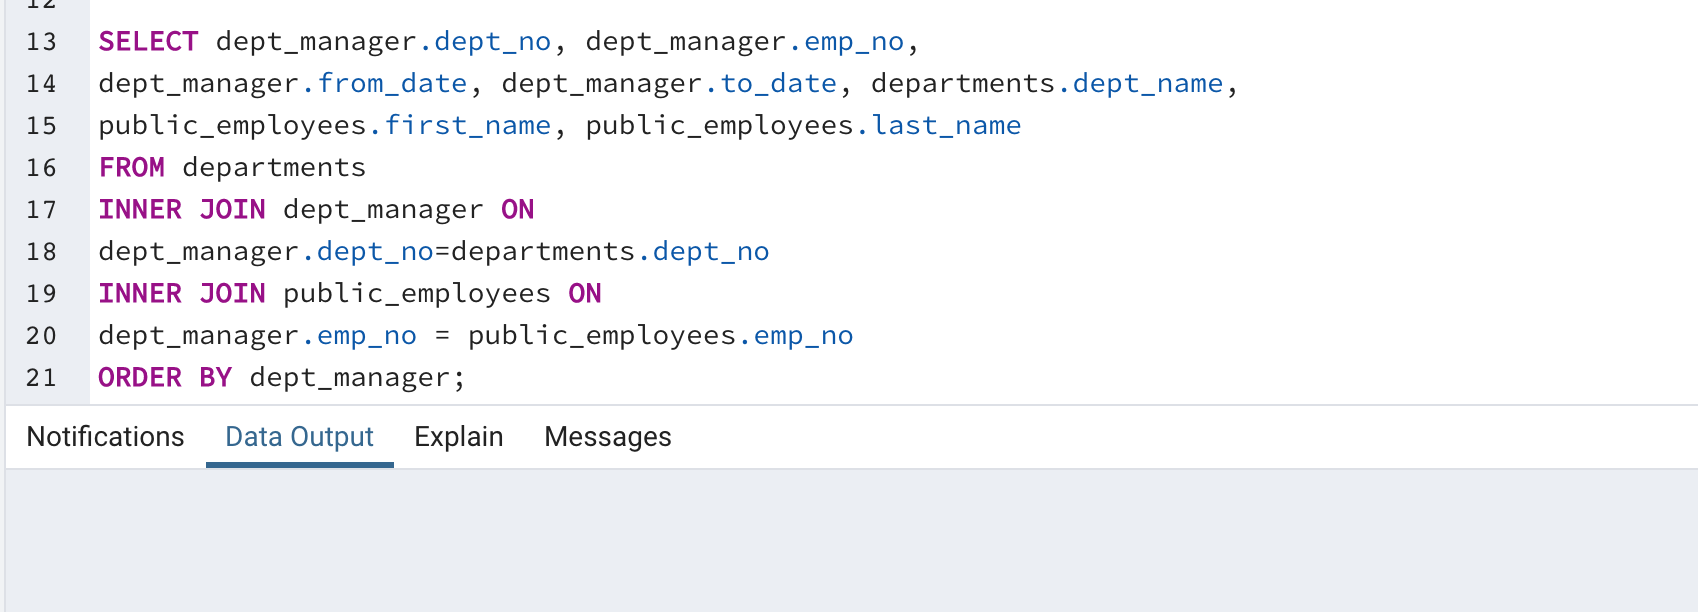 12
13 SELECT dept_manager.dept_no, dept_manager.emp_no,
14 dept_manager.from_date, dept_manager.to_date, departments.dept_name,
15 public_employees.first_name, public_employees.last_name
16 FROM departments
17 INNER JOIN dept_manager ON
18 dept_manager.dept_no=departments.dept_no
19 INNER JOIN public_employees ON
20 dept_manager.emp_no = public_employees.emp_no
21 ORDER BY dept_manager;
Notifications Data Output Explain Messages